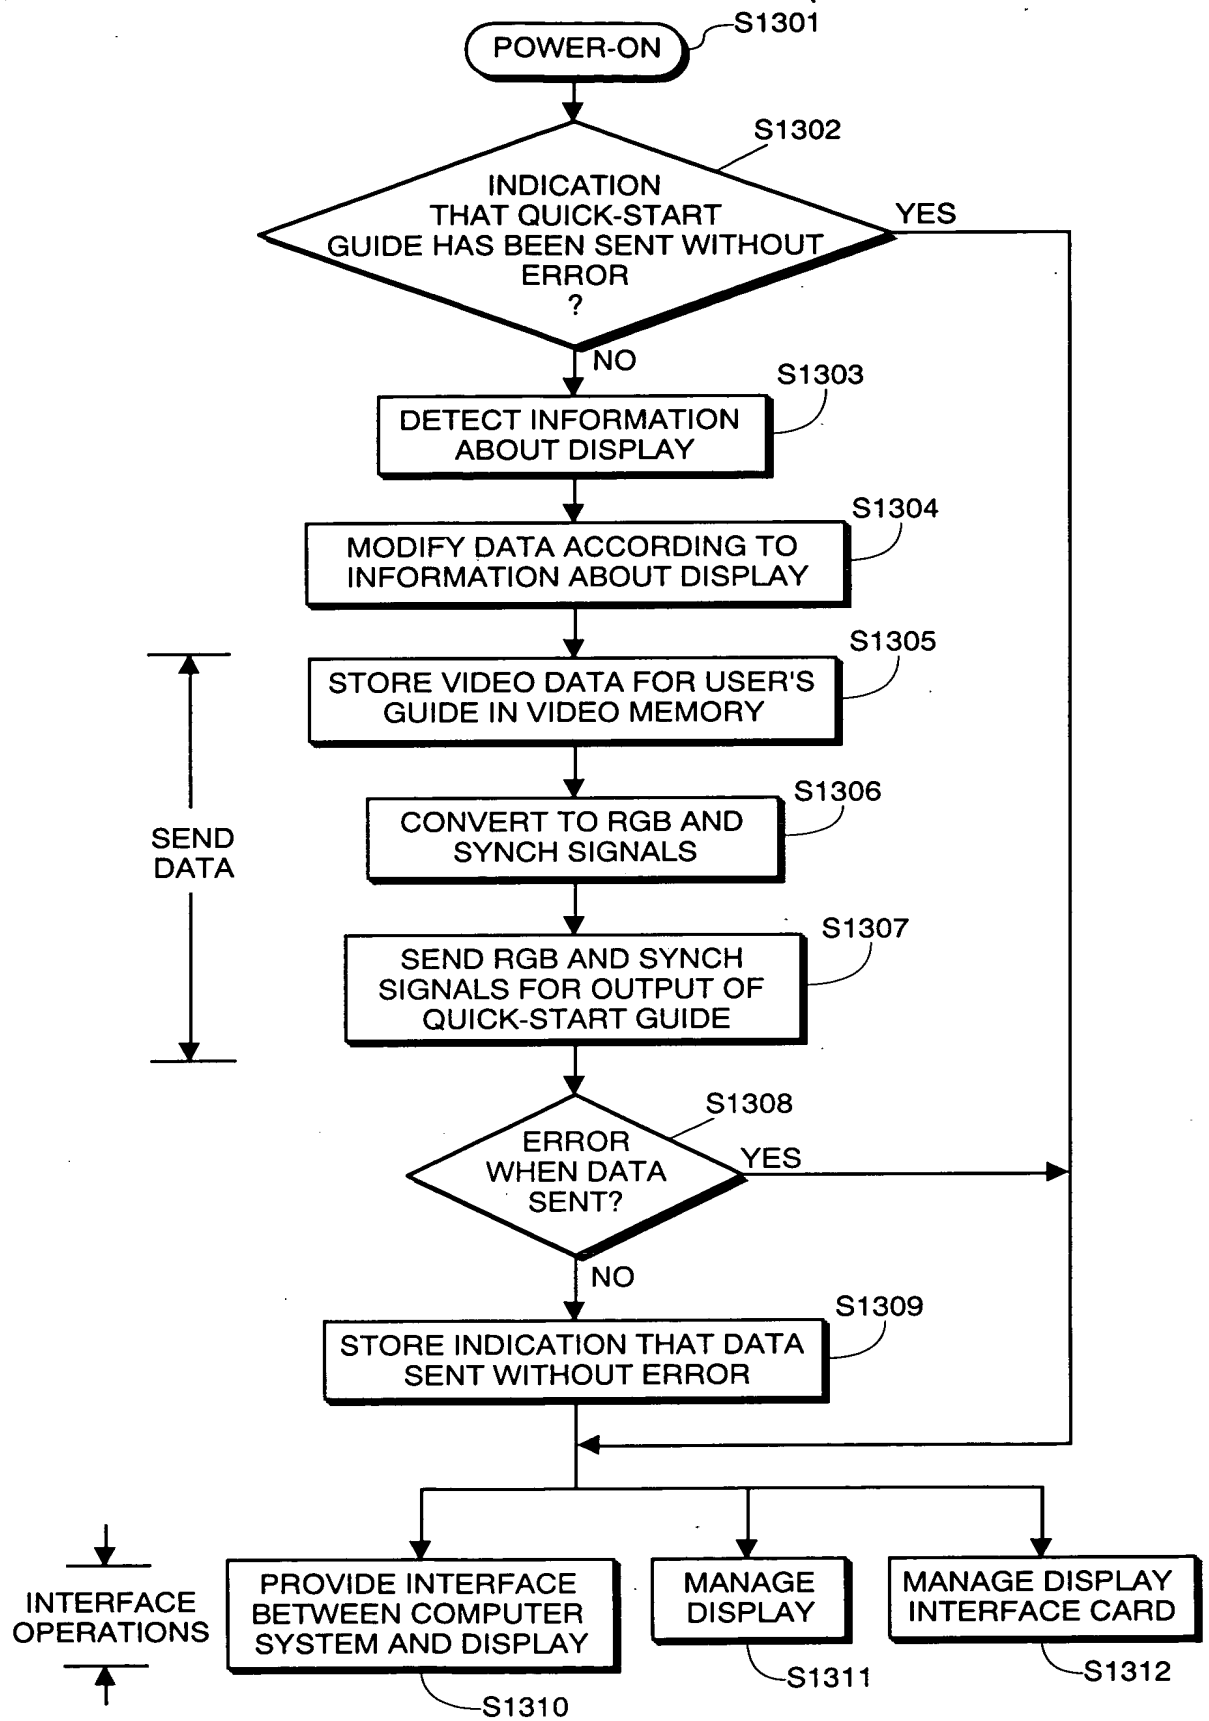 S1301
POWER-ON
S1302
INDICATION
THAT QUICK-START
GUIDE HAS BEEN SENT WITHOUT
ERROR
?
YES
NO
S1303
DETECT INFORMATION
ABOUT DISPLAY
S1304
MODIFY DATA ACCORDING TO
INFORMATION ABOUT DISPLAY
S1305
STORE VIDEO DATA FOR USER'S
GUIDE IN VIDEO MEMORY
S1306
CONVERT TO RGB AND
SYNCH SIGNALS
SEND
DATA
S1307
SEND RGB AND SYNCH
SIGNALS FOR OUTPUT OF
QUICK-START GUIDE
S1308
ERROR
WHEN DATA
SENT?
YES
NO
S1309
STORE INDICATION THAT DATA
SENT WITHOUT ERROR
INTERFACE
OPERATIONS
PROVIDE INTERFACE
BETWEEN COMPUTER
SYSTEM AND DISPLAY
S1310
MANAGE
DISPLAY
S1311
MANAGE DISPLAY
INTERFACE CARD
S1312